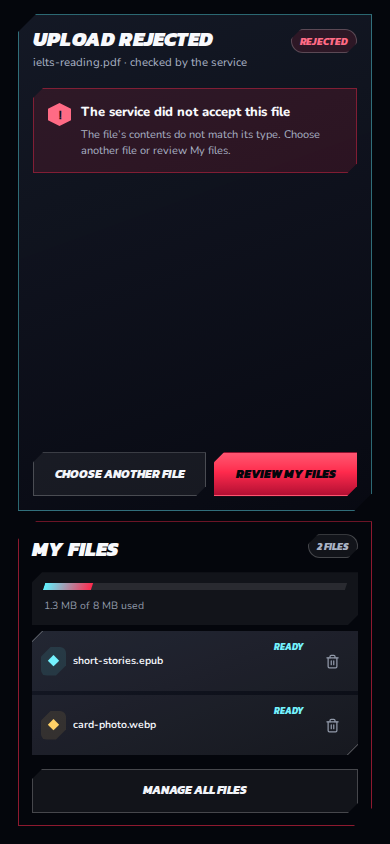 UPLOAD REJECTED
REJECTED
ielts-reading.pdf · checked by the service
!
The service did not accept this file
The file's contents do not match its type. Choose
another file or review My files.
CHOOSE ANOTHER FILE
REVIEW MY FILES
MY FILES
2 FILES
1.3 MB of 8 MB used
READY
short-stories.epub
READY
card-photo.webp
MANAGE ALL FILES